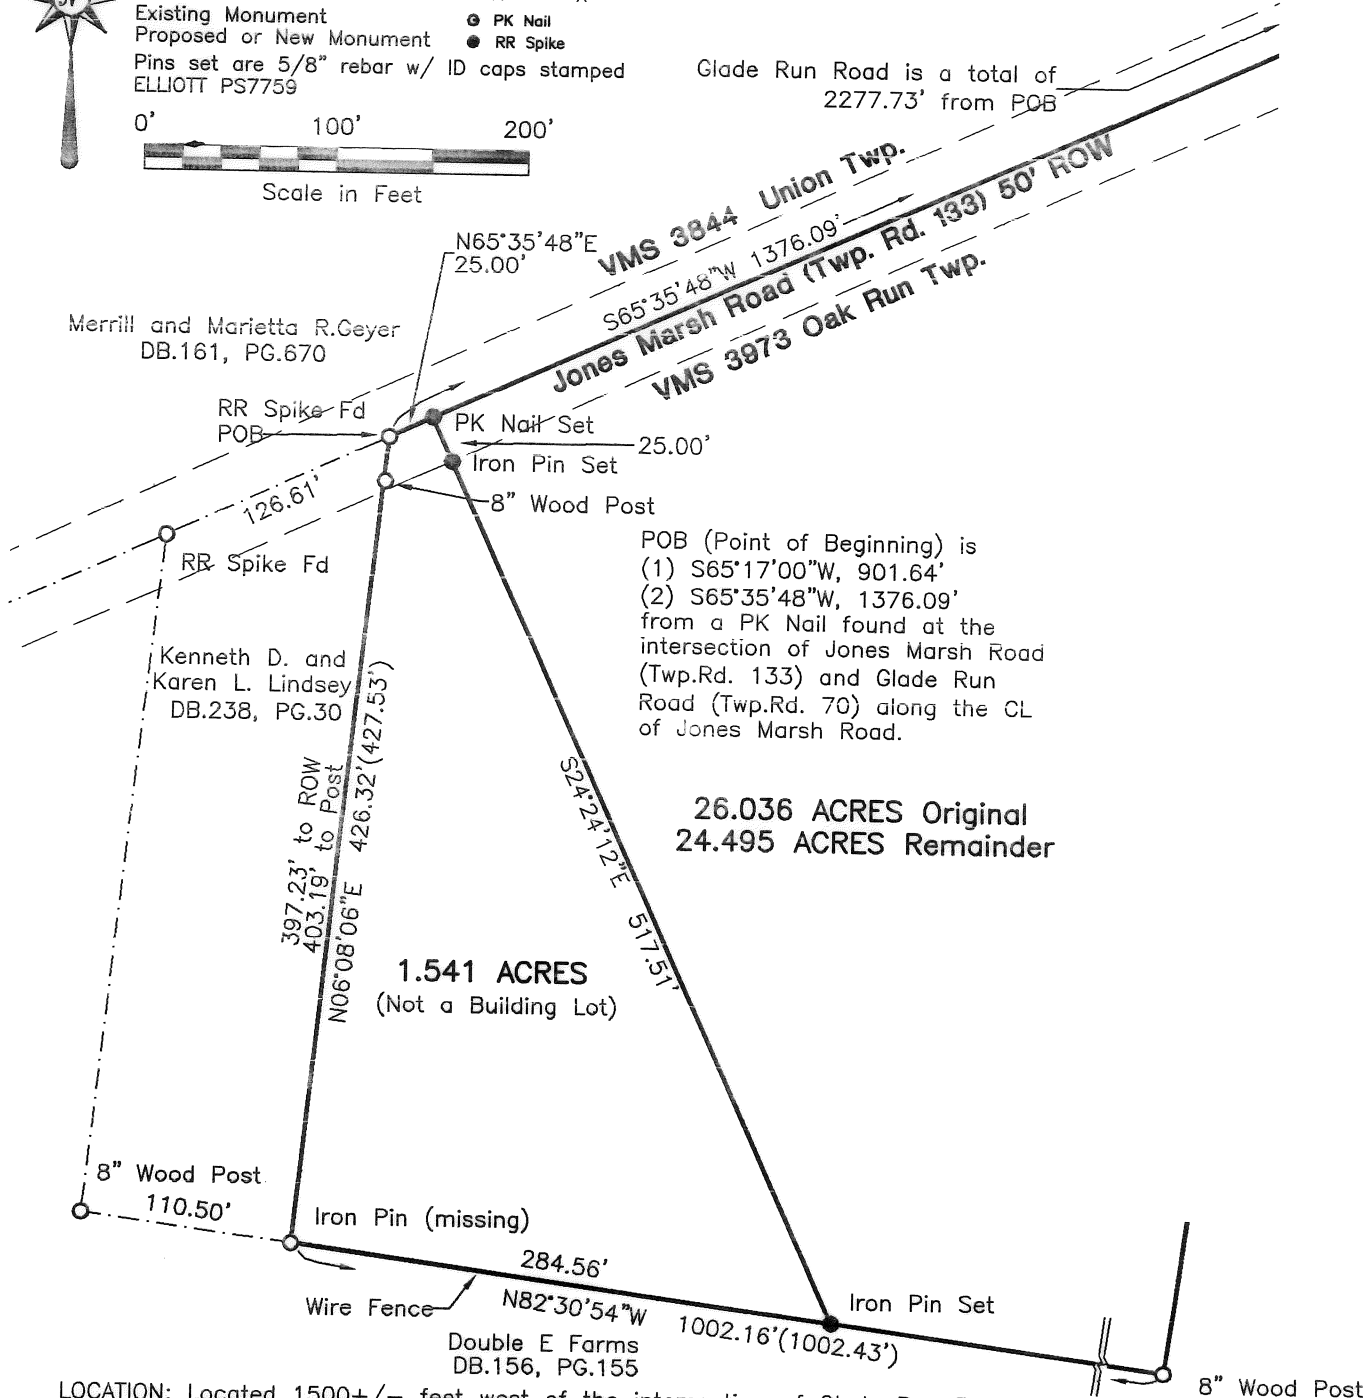 Existing Monument
PK Nail
Proposed or New Monument
RR Spike
Pins set are 5/8" rebar w/ ID caps stamped
ELLIOTT PS7759
0' 100' 200'
Scale in Feet
Glade Run Road is a total of
2277.73' from POB
N65°35'48"E
25.00'
VMS 3844 Union Twp.
S65°35'48"W 1376.09'
Jones Marsh Road (Twp. Rd. 133) 50' ROW
VMS 3973 Oak Run Twp.
Merrill and Marietta R.Geyer
DB.161, PG.670
RR Spike Fd
POB
PK Nail Set
25.00'
Iron Pin Set
8" Wood Post
126.61'
RR Spike Fd
POB (Point of Beginning) is
(1) S65°17'00"W, 901.64'
(2) S65°35'48"W, 1376.09'
from a PK Nail found at the
intersection of Jones Marsh Road
(Twp.Rd. 133) and Glade Run
Road (Twp.Rd. 70) along the CL
of Jones Marsh Road.
Kenneth D. and
Karen L. Lindsey
DB.238, PG.30
397.23' to ROW
403.19' to Post
N06°08'06"E 426.32'(427.53')
S24°24'12"E 517.51'
26.036 ACRES Original
24.495 ACRES Remainder
1.541 ACRES
(Not a Building Lot)
8" Wood Post
110.50'
Iron Pin (missing)
284.56'
Wire Fence
N82°30'54"W 1002.16'(1002.43')
Iron Pin Set
Double E Farms
DB.156, PG.155
8" Wood Post
LOCATION: Located 1500+/- feet west of the intersection of